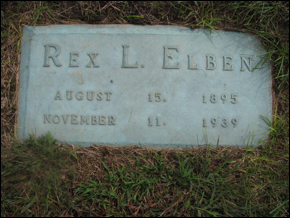 REX L. ELBEN
AUGUST 15. 1895
NOVEMBER 11. 1939